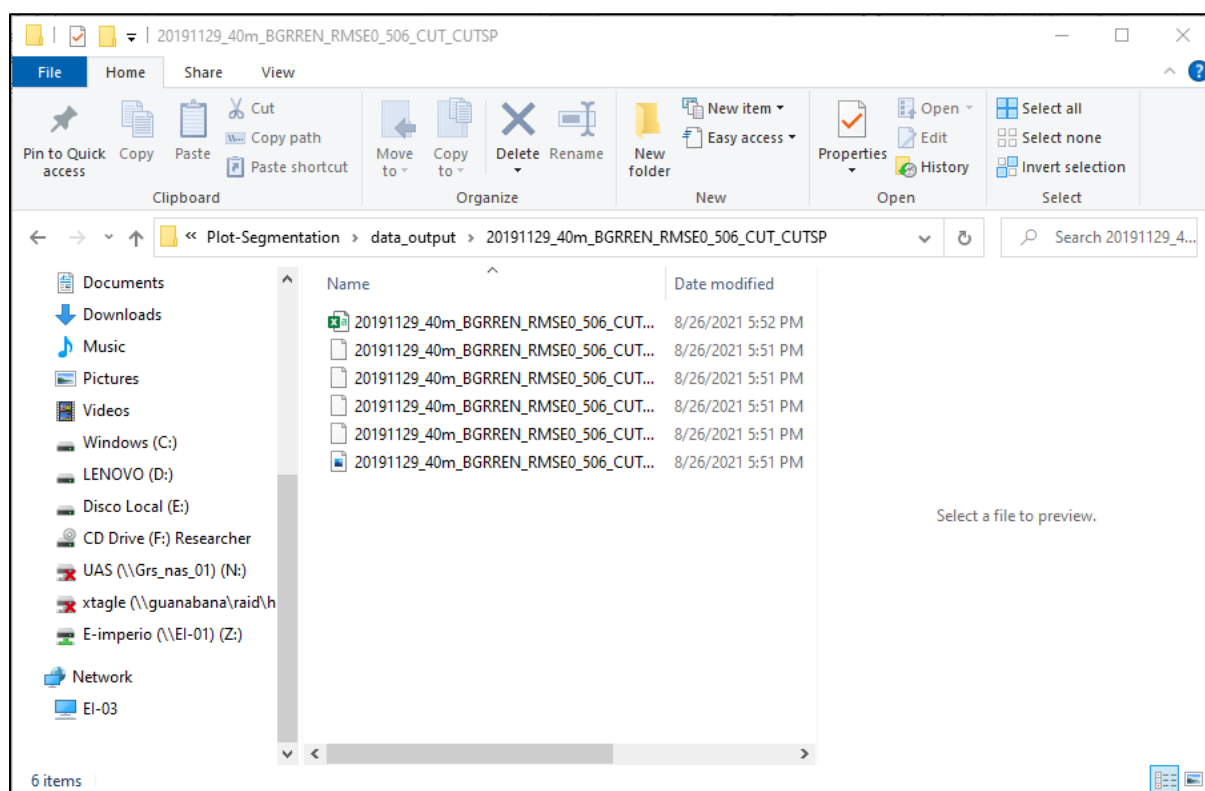 20191129_40m_BGRREN_RMSE0_506_CUT_CUTSP
File Home Share View
Pin to Quick access
Copy
Paste
Cut
Copy path
Paste shortcut
Clipboard
Move to
Copy to
Delete
Rename
Organize
New folder
New item
Easy access
New
Properties
Open
Edit
History
Open
Select all
Select none
Invert selection
Select
« Plot-Segmentation › data_output › 20191129_40m_BGRREN_RMSE0_506_CUT_CUTSP
Search 20191129_4...
Documents
Downloads
Music
Pictures
Videos
Windows (C:)
LENOVO (D:)
Disco Local (E:)
CD Drive (F:) Researcher
UAS (\\Grs_nas_01) (N:)
xtagle (\\guanabana\raid\h
E-imperio (\\EI-01) (Z:)
Network
EI-03
Name Date modified
20191129_40m_BGRREN_RMSE0_506_CUT... 8/26/2021 5:52 PM
20191129_40m_BGRREN_RMSE0_506_CUT... 8/26/2021 5:51 PM
20191129_40m_BGRREN_RMSE0_506_CUT... 8/26/2021 5:51 PM
20191129_40m_BGRREN_RMSE0_506_CUT... 8/26/2021 5:51 PM
20191129_40m_BGRREN_RMSE0_506_CUT... 8/26/2021 5:51 PM
20191129_40m_BGRREN_RMSE0_506_CUT... 8/26/2021 5:51 PM
Select a file to preview.
6 items